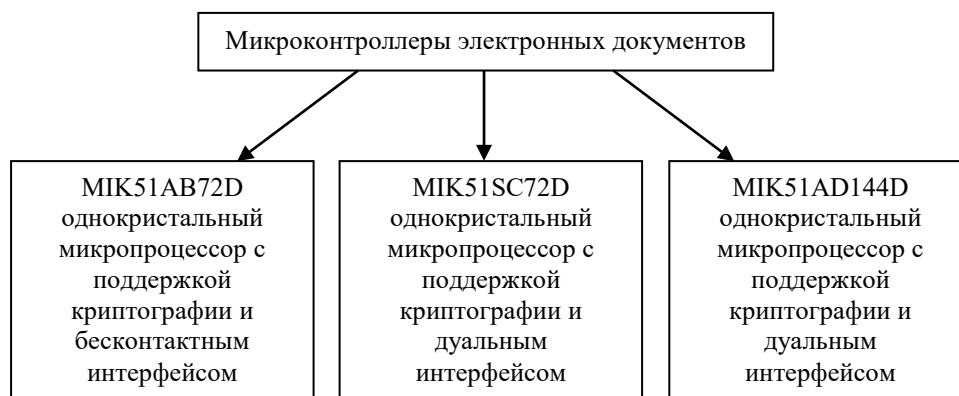 Микроконтроллеры электронных документов
MIK51AB72D
однокристальный
микропроцессор с
поддержкой
криптографии и
бесконтактным
интерфейсом
MIK51SC72D
однокристальный
микропроцессор с
поддержкой
криптографии и
дуальным
интерфейсом
MIK51AD144D
однокристальный
микропроцессор с
поддержкой
криптографии и
дуальным
интерфейсом